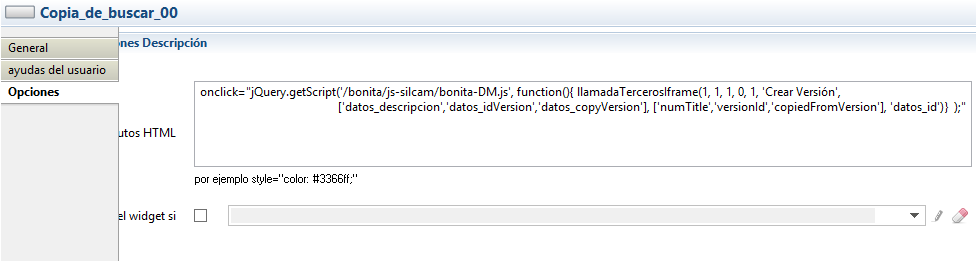 Copia_de_buscar_00
General
ones Descripción
ayudas del usuario
Opciones
onclick="jQuery.getScript('/bonita/js-silcam/bonita-DM.js', function(){ llamadaTercerosIframe(1, 1, 1, 0, 1, 'Crear Versión',
['datos_descripcion','datos_idVersion','datos_copyVersion'], ['numTitle','versionId','copiedFromVersion'], 'datos_id')} );"
utos HTML
por ejemplo style="color: #3366ff;"
el widget si